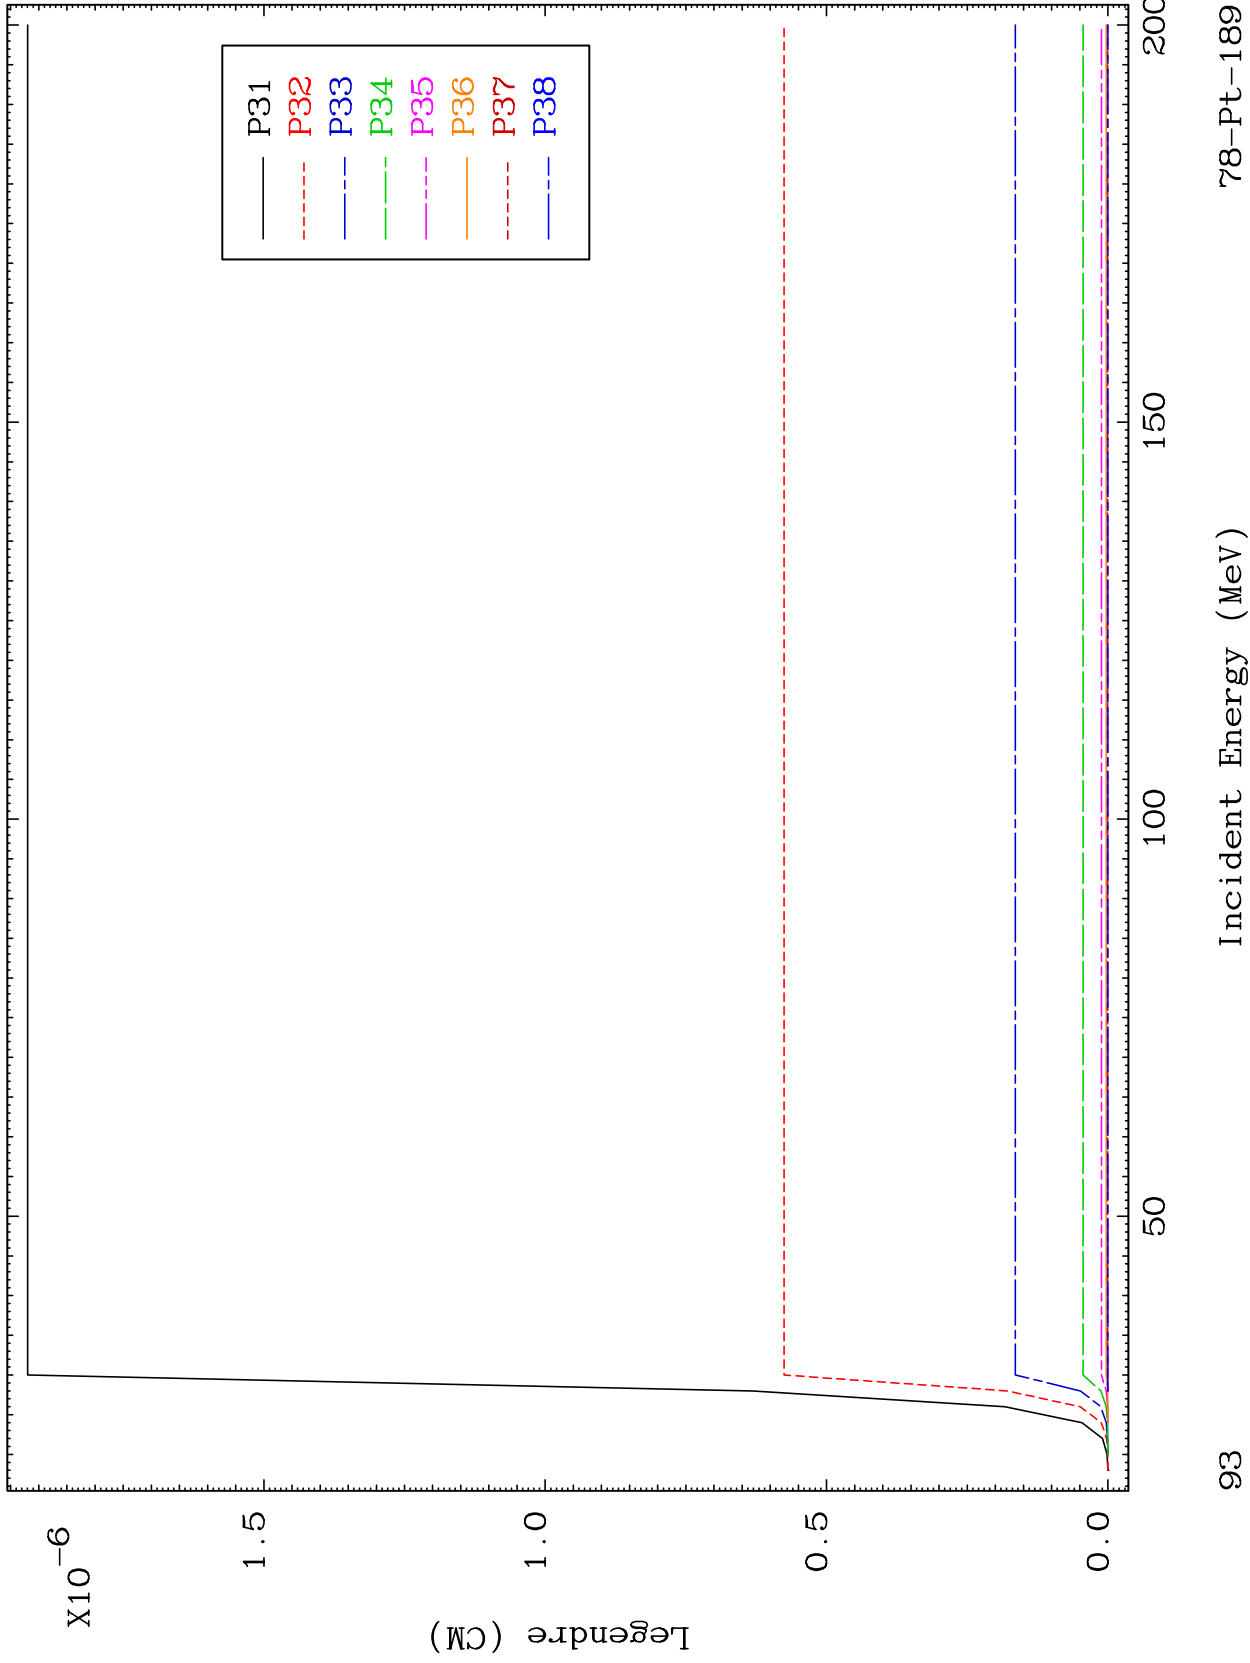 X10-6
1.5
1.0
0.5
0.0
Legendre (CM)
P31
P32
P33
P34
P35
P36
P37
P38
50
100
150
200
Incident Energy (MeV)
93
78-Pt-189